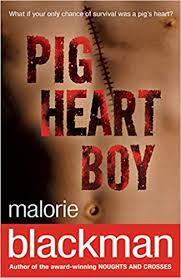 What if your only chance of survival was a pig's heart?
PIG
HEART
BOY
malorie
blackman
Author of the award-winning NOUGHTS AND CROSSES